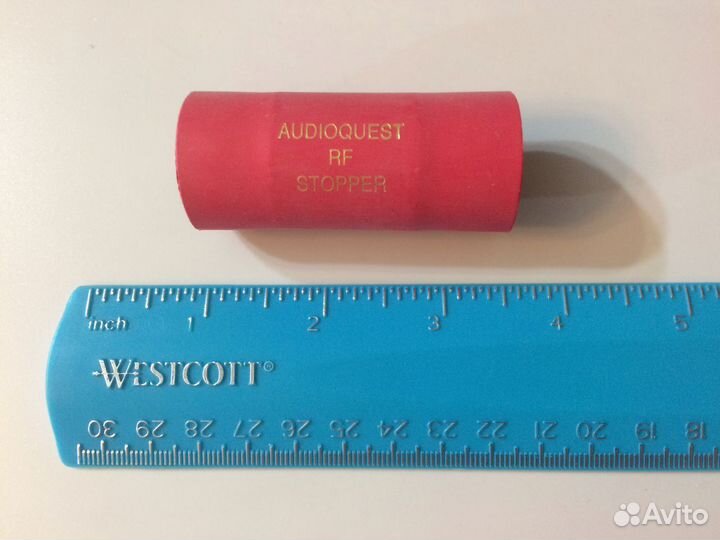 AUDIOQUEST
RF
STOPPER
inch 1 2 3 4 5
WESTCOTT®
30 29 28 27 26 25 24 23 22 21 20 19 18
Avito